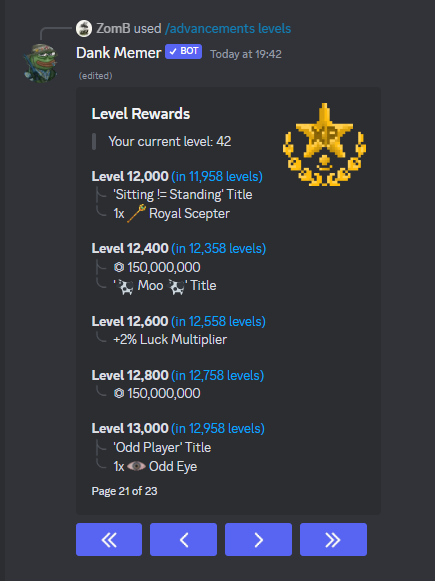 ZomB used /advancements levels
Dank Memer ✓ BOT Today at 19:42
(edited)
Level Rewards
Your current level: 42
XP
Level 12,000 (in 11,958 levels)
'Sitting != Standing' Title
1x Royal Scepter
Level 12,400 (in 12,358 levels)
150,000,000
' Moo ' Title
Level 12,600 (in 12,558 levels)
+2% Luck Multiplier
Level 12,800 (in 12,758 levels)
150,000,000
Level 13,000 (in 12,958 levels)
'Odd Player' Title
1x Odd Eye
Page 21 of 23